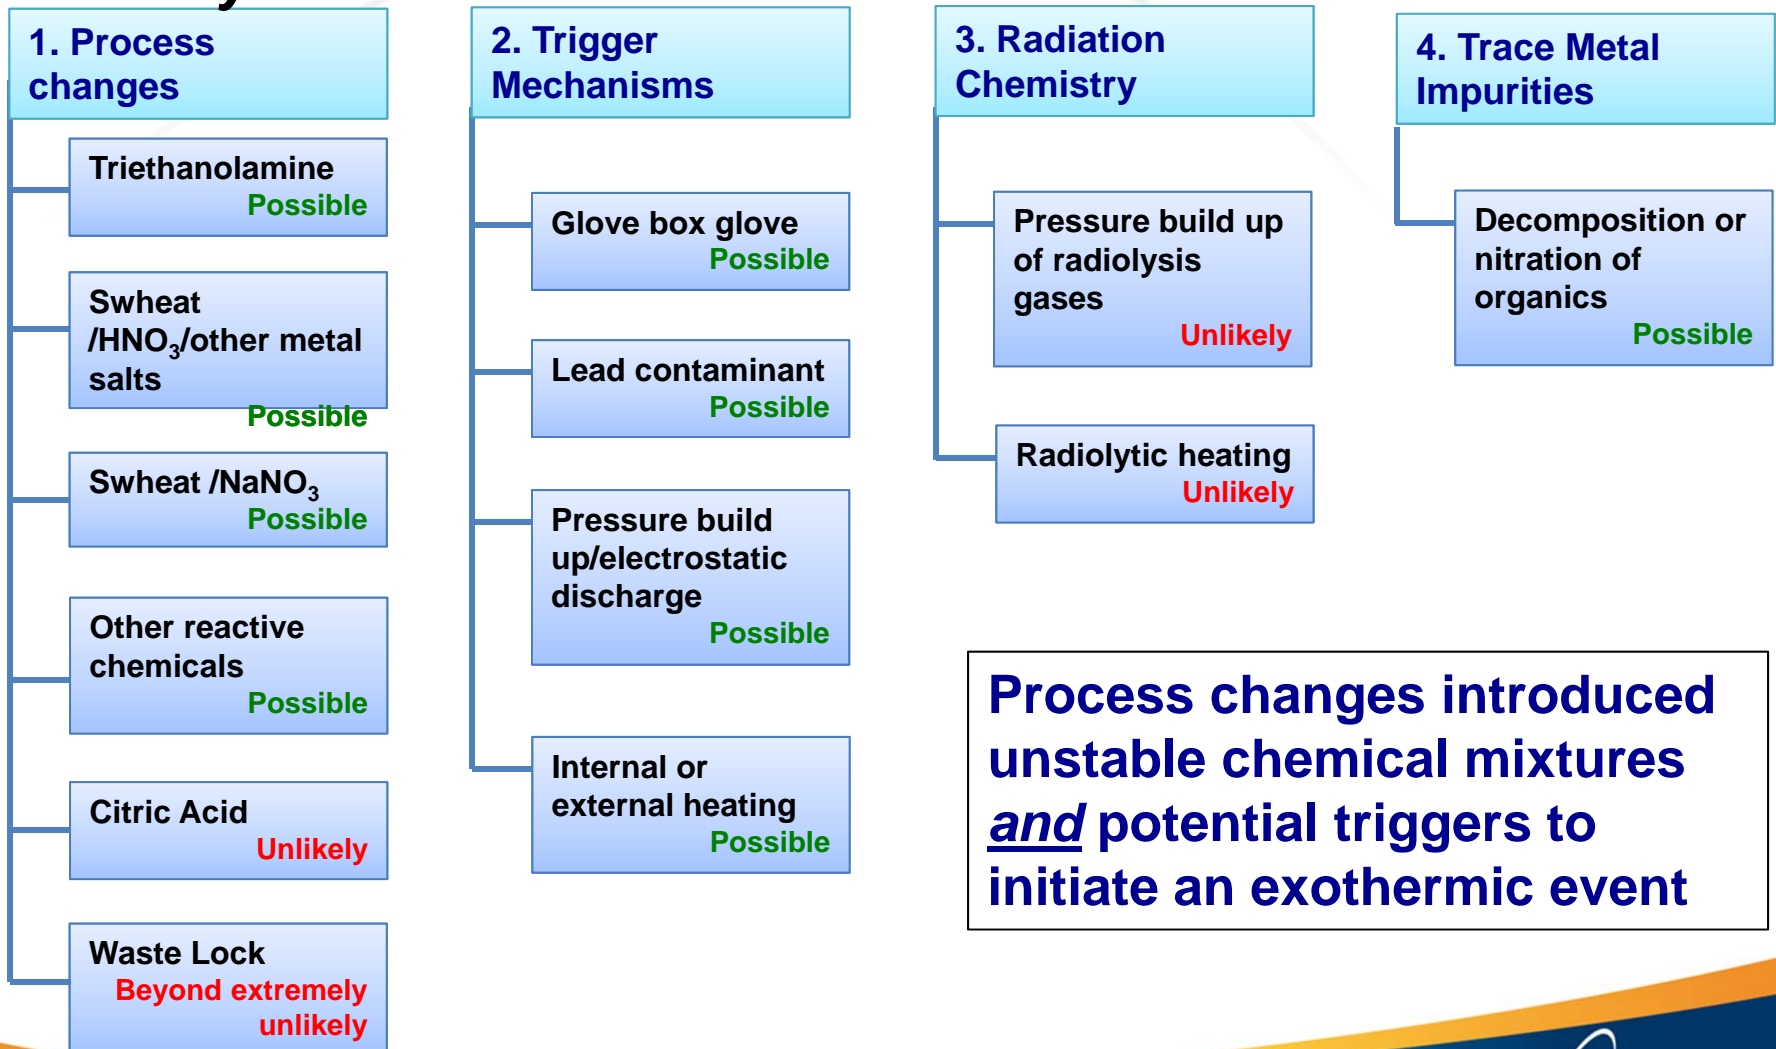 1. Process
changes
Triethanolamine
Possible
Swheat
/HNO₃/other metal
salts
Possible
Swheat /NaNO₃
Possible
Other reactive
chemicals
Possible
Citric Acid
Unlikely
Waste Lock
Beyond extremely
unlikely
2. Trigger
Mechanisms
Glove box glove
Possible
Lead contaminant
Possible
Pressure build
up/electrostatic
discharge
Possible
Internal or
external heating
Possible
3. Radiation
Chemistry
Pressure build up
of radiolysis
gases
Unlikely
Radiolytic heating
Unlikely
4. Trace Metal
Impurities
Decomposition or
nitration of
organics
Possible
Process changes introduced
unstable chemical mixtures
and potential triggers to
initiate an exothermic event